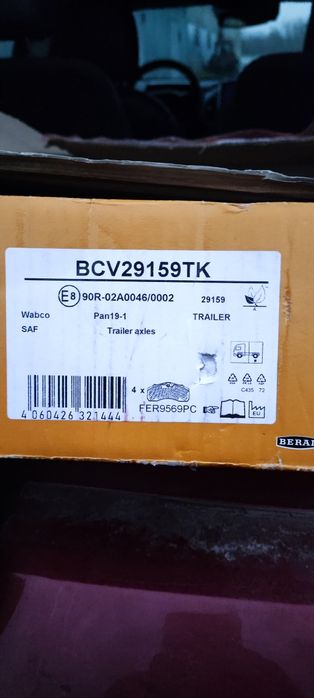 BCV29159TK
E8 90R-02A0046/0002 29159
Wabco Pan19-1 TRAILER
SAF Trailer axles
4 x
C435 72
4 060426 321444
FER9569PC
EU